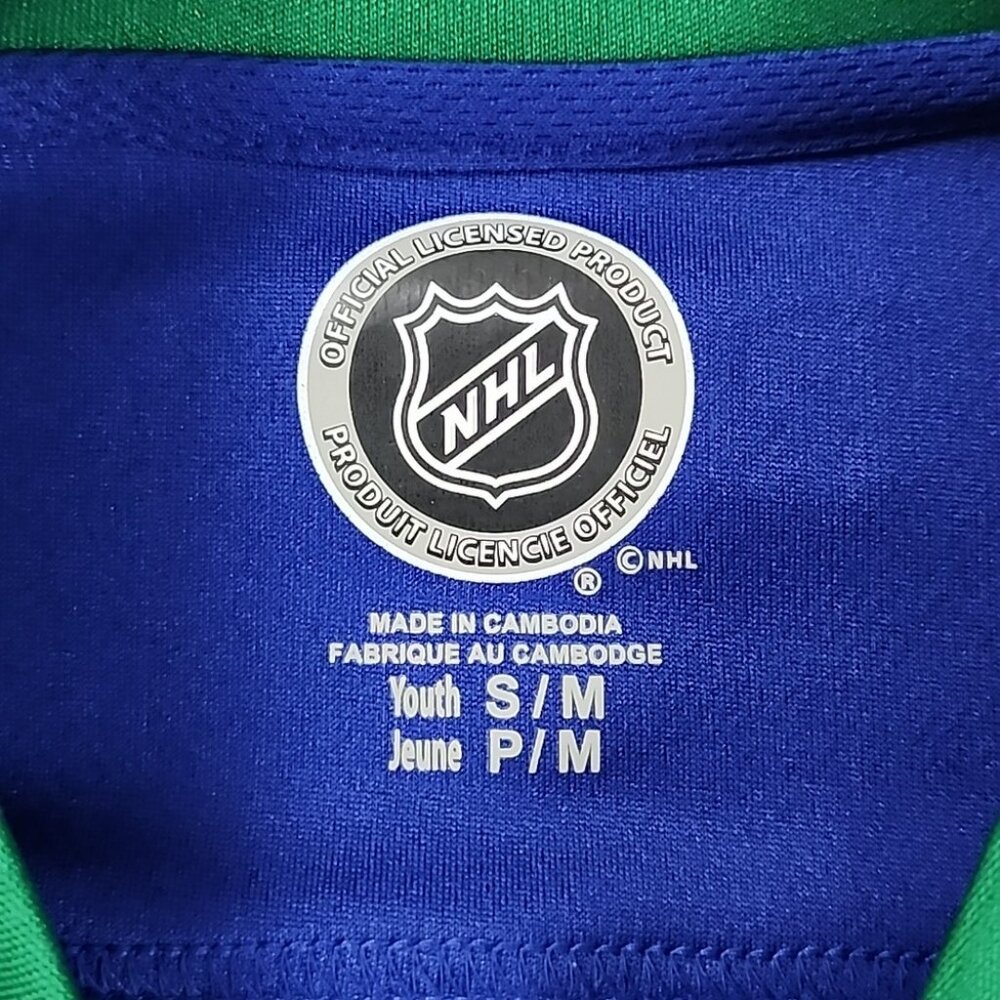 OFFICIAL LICENSED PRODUCT
NHL
PRODUIT LICENCIE OFFICIEL
® © NHL
MADE IN CAMBODIA
FABRIQUE AU CAMBODGE
Youth S / M
Jeune P / M